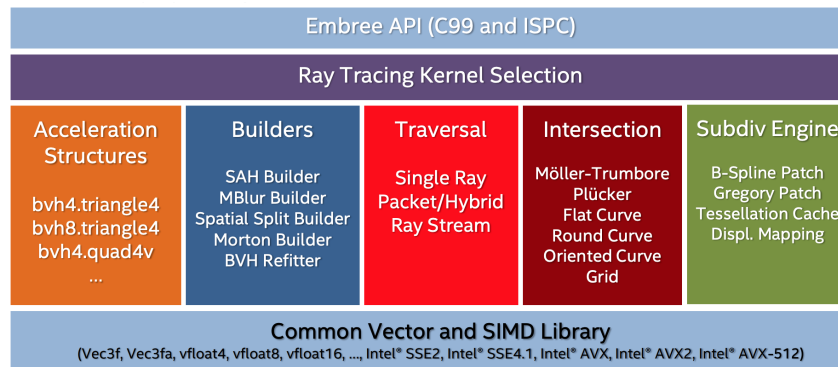 Embree API (C99 and ISPC)
Ray Tracing Kernel Selection
Acceleration
Structures
bvh4.triangle4
bvh8.triangle4
bvh4.quad4v
...
Builders
SAH Builder
MBlur Builder
Spatial Split Builder
Morton Builder
BVH Refitter
Traversal
Single Ray
Packet/Hybrid
Ray Stream
Intersection
Möller-Trumbore
Plücker
Flat Curve
Round Curve
Oriented Curve
Grid
Subdiv Engine
B-Spline Patch
Gregory Patch
Tessellation Cache
Displ. Mapping
Common Vector and SIMD Library
(Vec3f, Vec3fa, vfloat4, vfloat8, vfloat16, ..., Intel® SSE2, Intel® SSE4.1, Intel® AVX, Intel® AVX2, Intel® AVX-512)